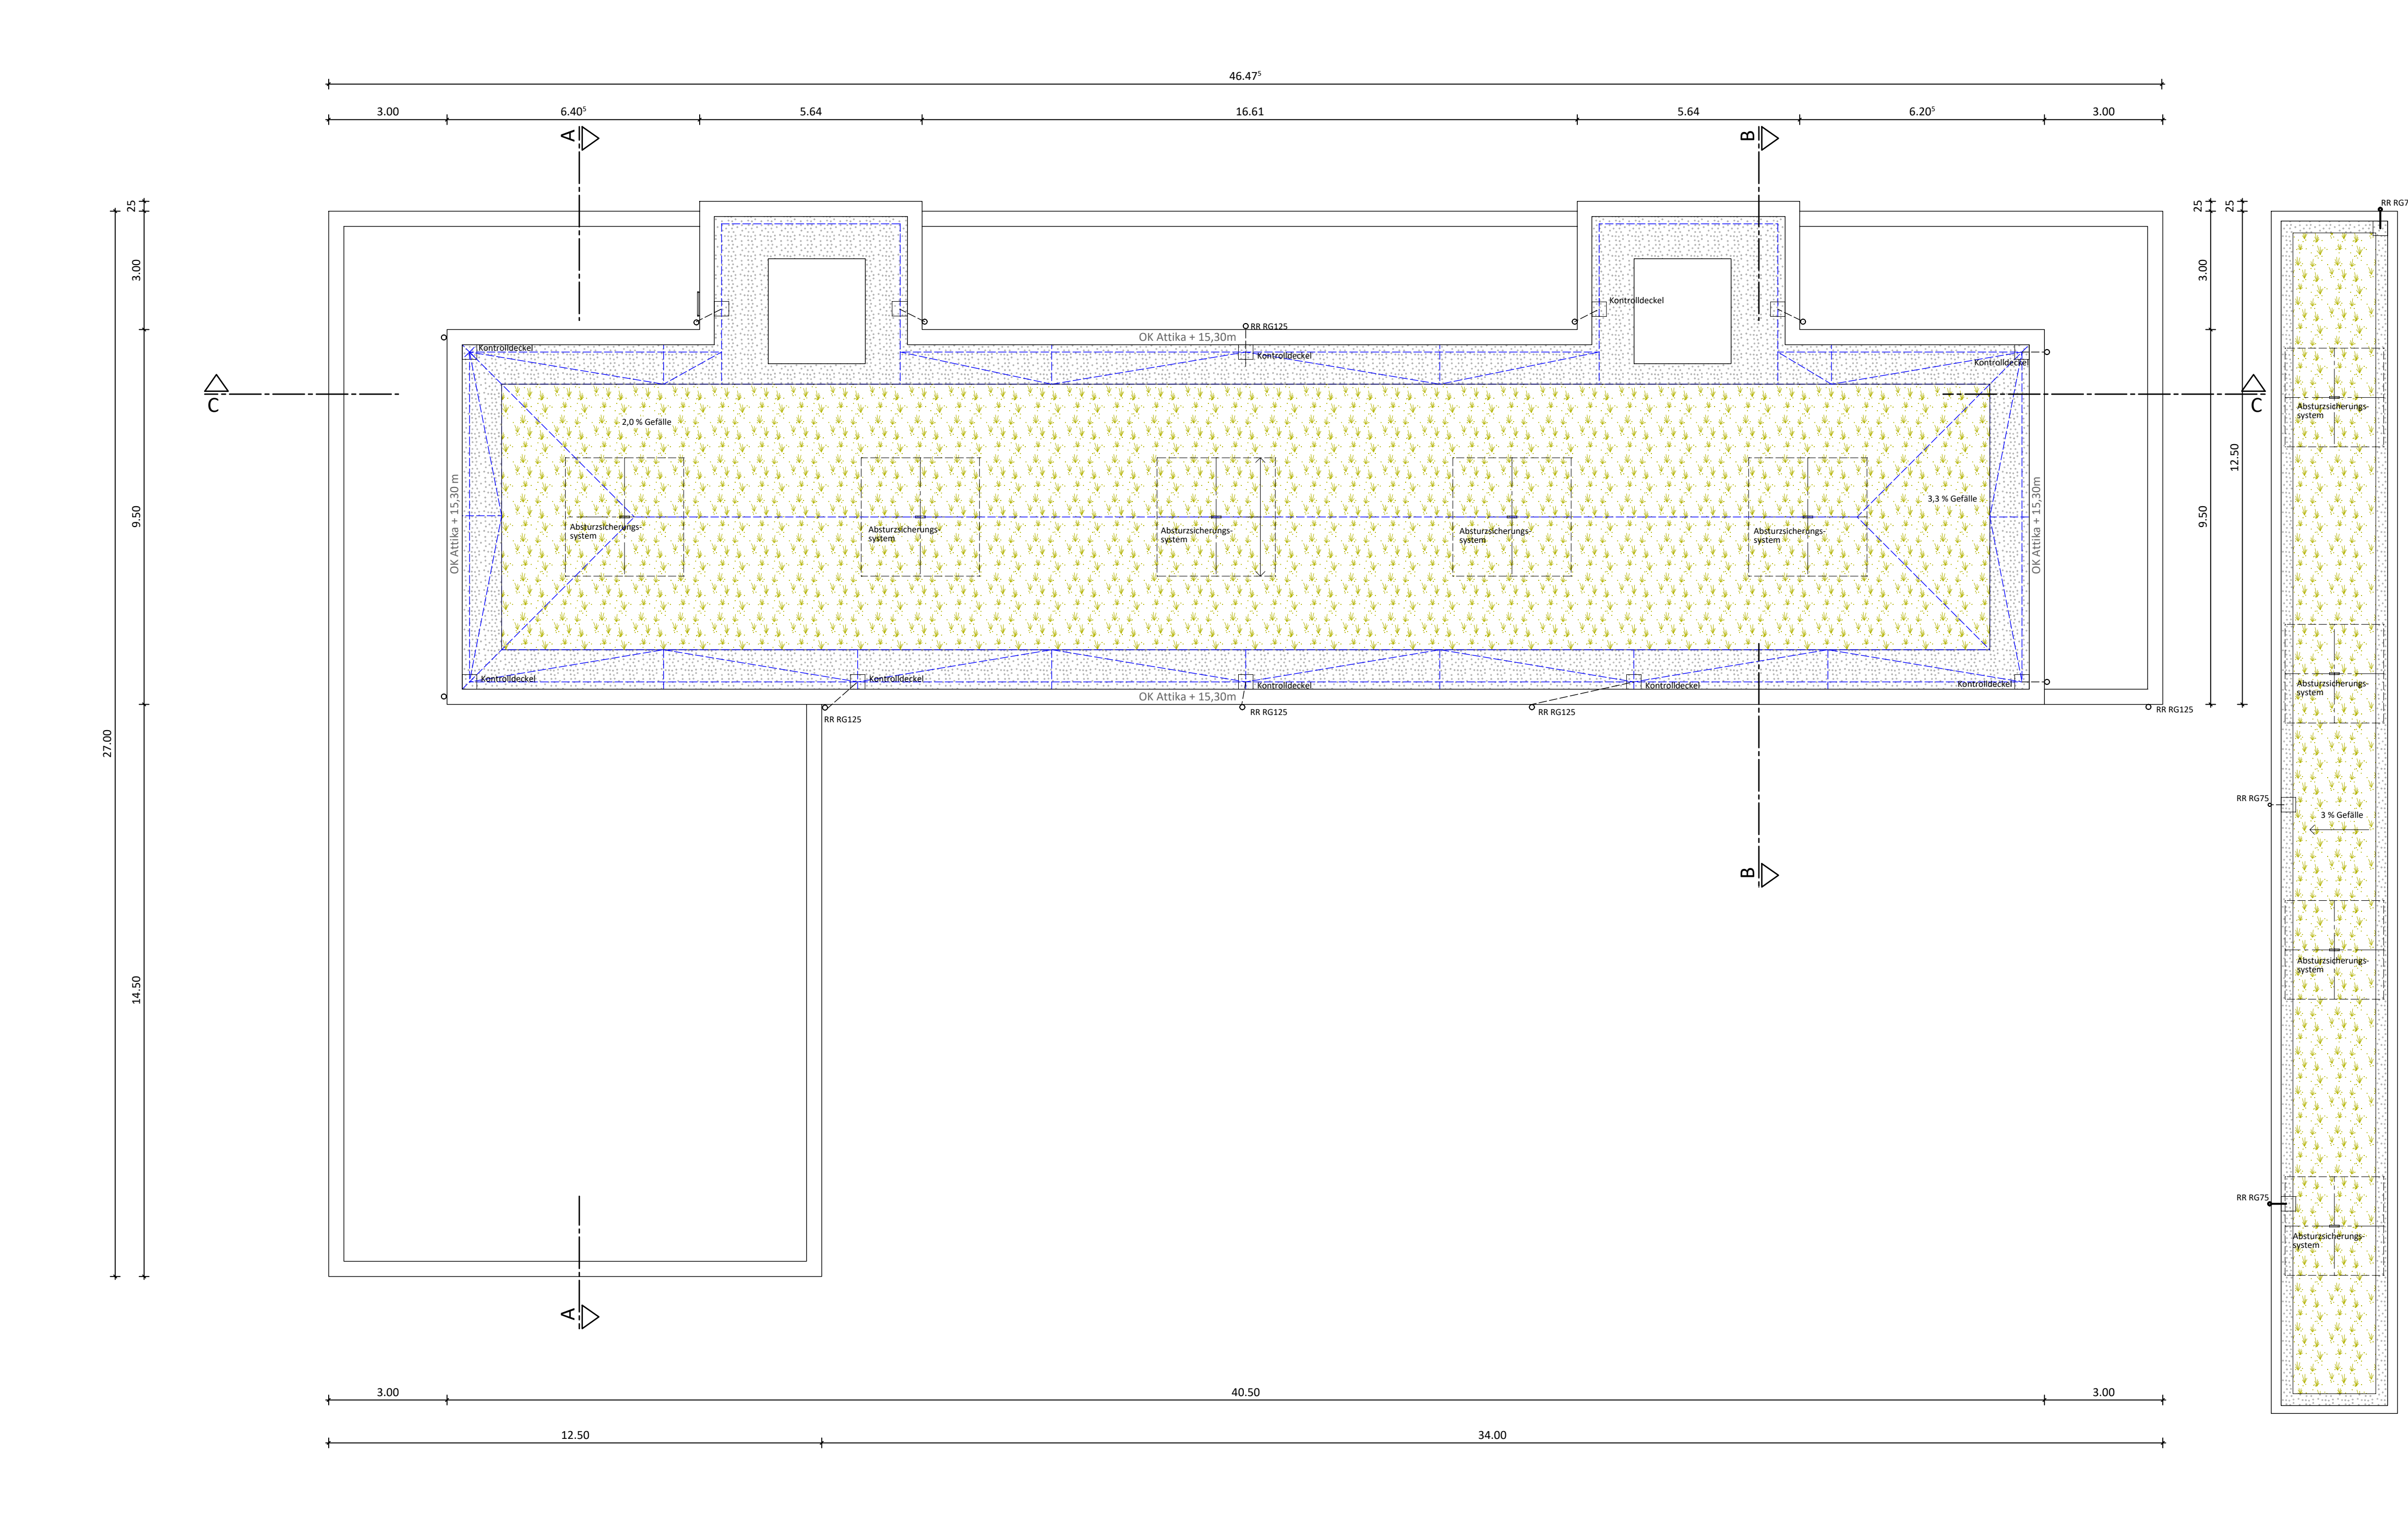 46.47⁵
3.00
6.40⁵
5.64
16.61
5.64
6.20⁵
3.00
A
B
25
3.00
9.50
27.00
14.50
25
3.00
9.50
25
12.50
RR RG7
Kontrolldeckel
RR RG125
OK Attika + 15,30m
Kontrolldeckel
Kontrolldeckel
Kontrolldeckel
C
C
2,0 % Gefälle
3,3 % Gefälle
OK Attika + 15,30 m
OK Attika + 15,30m
Absturzsicherungs-
system
Absturzsicherungs-
system
Absturzsicherungs-
system
Absturzsicherungs-
system
Absturzsicherungs-
system
Kontrolldeckel
Kontrolldeckel
Kontrolldeckel
Kontrolldeckel
Kontrolldeckel
OK Attika + 15,30m
RR RG125
RR RG125
RR RG125
RR RG125
B
A
Absturzsicherungs-
system
Absturzsicherungs-
system
RR RG75
3 % Gefälle
Absturzsicherungs-
system
RR RG75
Absturzsicherungs-
system
3.00
40.50
3.00
12.50
34.00